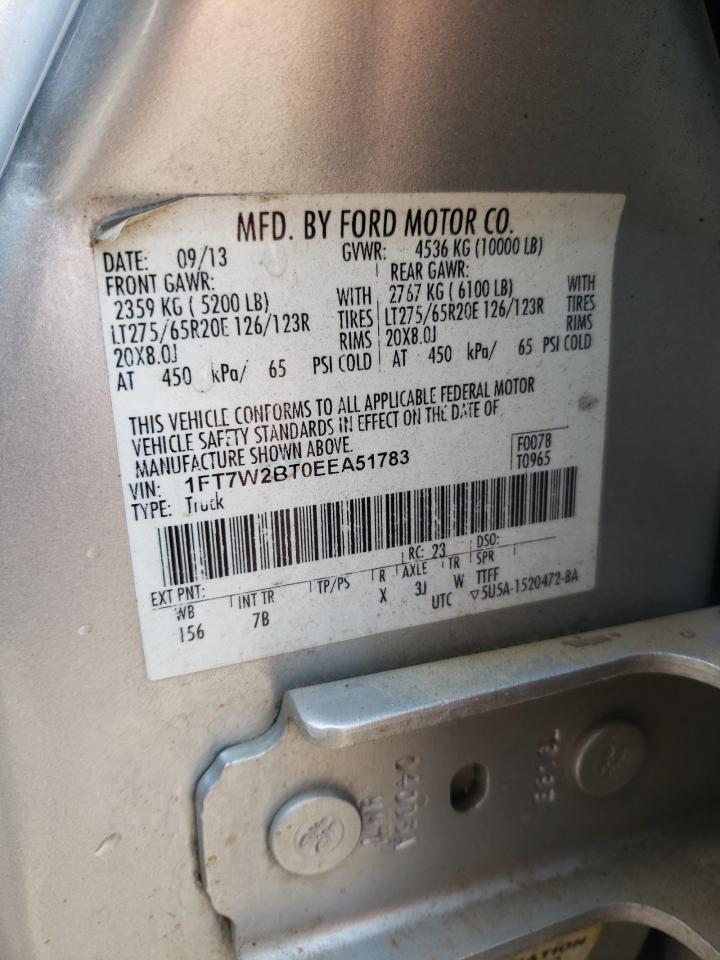 MFD. BY FORD MOTOR CO.
DATE: 09/13 GVWR: 4536 KG (10000 LB)
FRONT GAWR: REAR GAWR:
2359 KG ( 5200 LB) WITH 2767 KG ( 6100 LB) WITH
LT275/65R20E 126/123R TIRES LT275/65R20E 126/123R TIRES
20X8.0J RIMS 20X8.0J RIMS
AT 450 kPa/ 65 PSI COLD AT 450 kPa/ 65 PSI COLD
THIS VEHICLE CONFORMS TO ALL APPLICABLE FEDERAL MOTOR
VEHICLE SAFETY STANDARDS IN EFFECT ON THE DATE OF
MANUFACTURE SHOWN ABOVE.
VIN: 1FT7W2BT0EEA51783 F0078
TYPE: Truck T0965
EXT PNT: RC: 23 DSO:
WB INT TR TP/PS R AXLE TR SPR
156 7B X 3J W TTFF
UTC ▽5U5A-1520472-BA